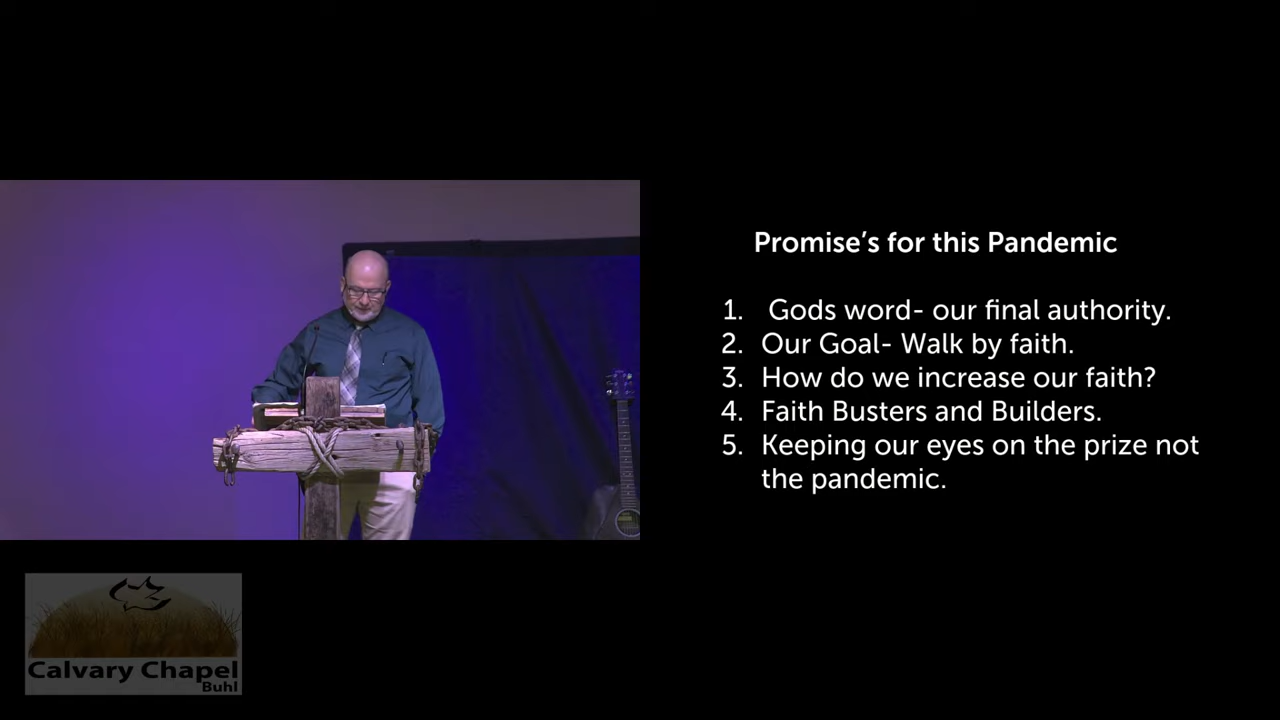 Promise's for this Pandemic
1. Gods word- our final authority.
2. Our Goal- Walk by faith.
3. How do we increase our faith?
4. Faith Busters and Builders.
5. Keeping our eyes on the prize not
the pandemic.
Calvary Chapel
Buhl